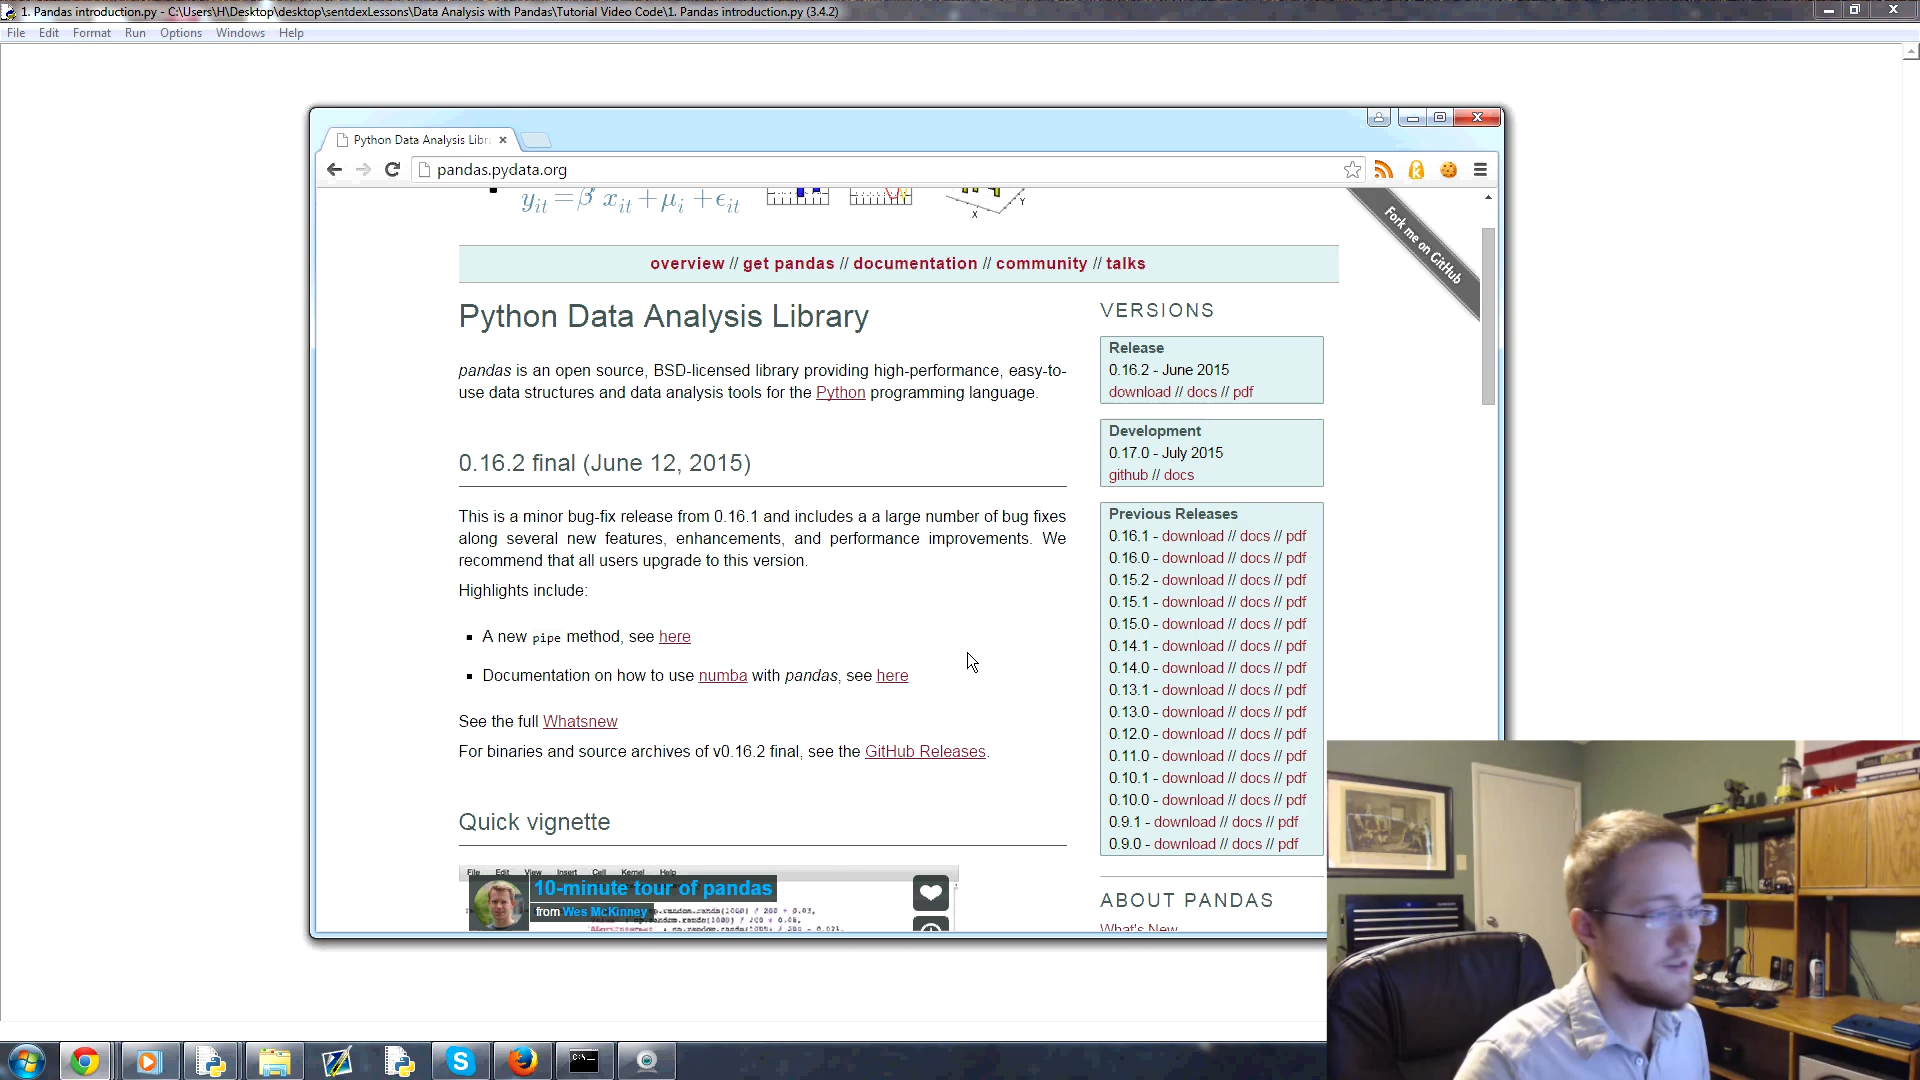 1. Pandas introduction.py - C:\Users\H\Desktop\desktop\sentdexLessons\Data Analysis with Pandas\Tutorial Video Code\1. Pandas introduction.py (3.4.2)
File Edit Format Run Options Windows Help
Python Data Analysis Libr
pandas.pydata.org
y_it = β' x_it + μ_i + ϵ_it
X Y
Fork me on GitHub
overview // get pandas // documentation // community // talks
Python Data Analysis Library
pandas is an open source, BSD-licensed library providing high-performance, easy-to-
use data structures and data analysis tools for the Python programming language.
0.16.2 final (June 12, 2015)
This is a minor bug-fix release from 0.16.1 and includes a a large number of bug fixes
along several new features, enhancements, and performance improvements. We
recommend that all users upgrade to this version.
Highlights include:
A new pipe method, see here
Documentation on how to use numba with pandas, see here
See the full Whatsnew
For binaries and source archives of v0.16.2 final, see the GitHub Releases.
Quick vignette
File Edit View Insert Cell Kernel Help
10-minute tour of pandas
from Wes McKinney
VERSIONS
Release
0.16.2 - June 2015
download // docs // pdf
Development
0.17.0 - July 2015
github // docs
Previous Releases
0.16.1 - download // docs // pdf
0.16.0 - download // docs // pdf
0.15.2 - download // docs // pdf
0.15.1 - download // docs // pdf
0.15.0 - download // docs // pdf
0.14.1 - download // docs // pdf
0.14.0 - download // docs // pdf
0.13.1 - download // docs // pdf
0.13.0 - download // docs // pdf
0.12.0 - download // docs // pdf
0.11.0 - download // docs // pdf
0.10.1 - download // docs // pdf
0.10.0 - download // docs // pdf
0.9.1 - download // docs // pdf
0.9.0 - download // docs // pdf
ABOUT PANDAS
What's New